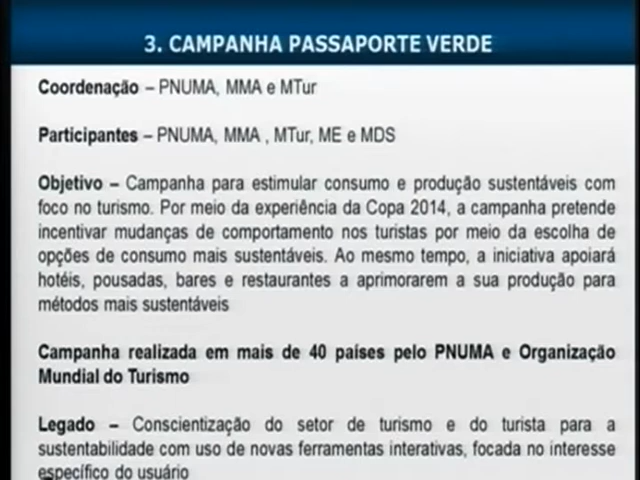 3. CAMPANHA PASSAPORTE VERDE
Coordenação – PNUMA, MMA e MTur
Participantes – PNUMA, MMA , MTur, ME e MDS
Objetivo – Campanha para estimular consumo e produção sustentáveis com
foco no turismo. Por meio da experiência da Copa 2014, a campanha pretende
incentivar mudanças de comportamento nos turistas por meio da escolha de
opções de consumo mais sustentáveis. Ao mesmo tempo, a iniciativa apoiará
hotéis, pousadas, bares e restaurantes a aprimorarem a sua produção para
métodos mais sustentáveis
Campanha realizada em mais de 40 países pelo PNUMA e Organização
Mundial do Turismo
Legado – Conscientização do setor de turismo e do turista para a
sustentabilidade com uso de novas ferramentas interativas, focada no interesse
específico do usuário